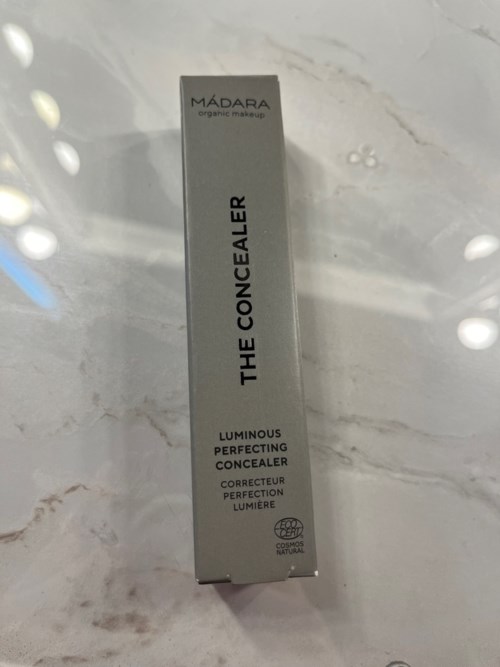 MÁDARA
organic makeup
THE CONCEALER
LUMINOUS
PERFECTING
CONCEALER
CORRECTEUR
PERFECTION
LUMIÈRE
ECO
CERT
COSMOS
NATURAL